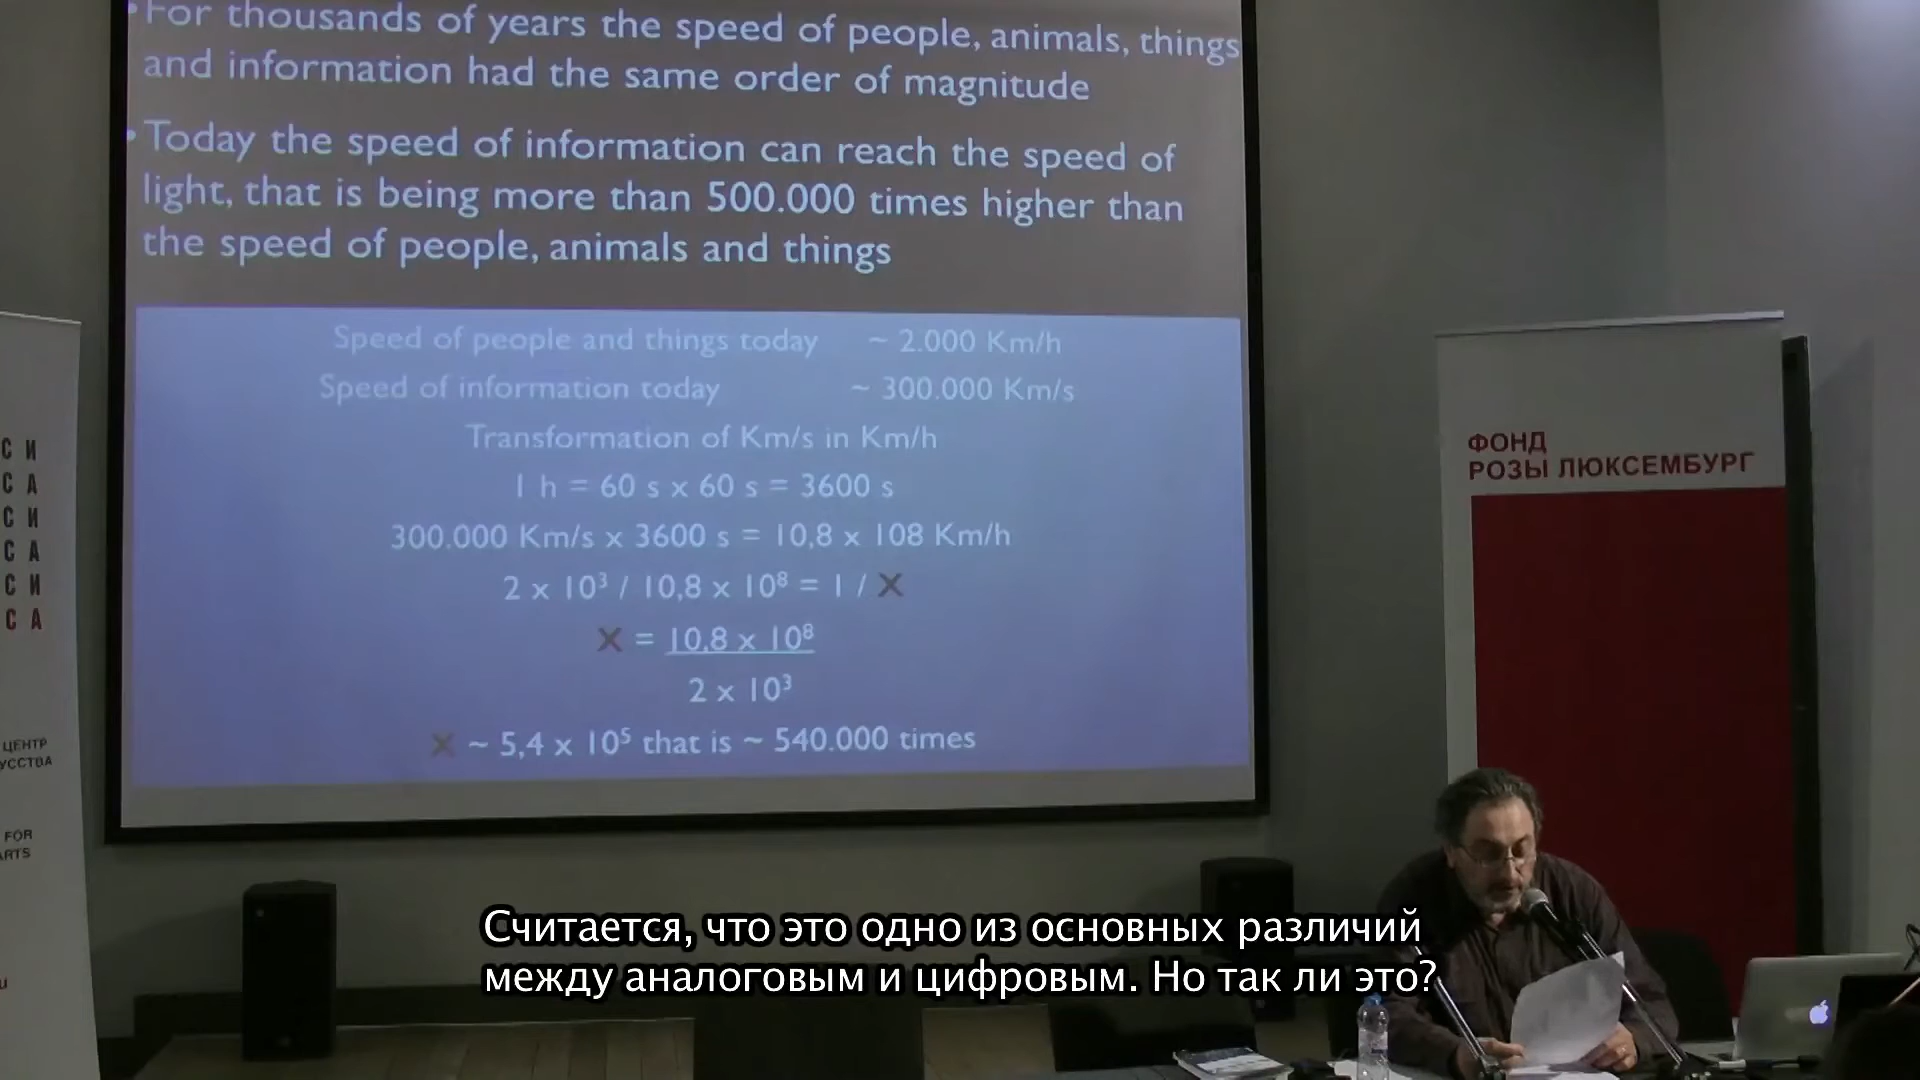 For thousands of years the speed of people, animals, things
and information had the same order of magnitude
Today the speed of information can reach the speed of
light, that is being more than 500.000 times higher than
the speed of people, animals and things
Speed of people and things today ~ 2.000 Km/h
Speed of information today ~ 300.000 Km/s
Transformation of Km/s in Km/h
1 h = 60 s x 60 s = 3600 s
300.000 Km/s x 3600 s = 10,8 x 108 Km/h
2 x 10³ / 10,8 x 10⁸ = 1 / X
X = 10,8 x 10⁸
2 x 10³
X ~ 5,4 x 10⁵ that is ~ 540.000 times
ФОНД
РОЗЫ ЛЮКСЕМБУРГ
С И
С А
С И
С А
С И
С А
ЦЕНТР
FOR
Считается, что это одно из основных различий
между аналоговым и цифровым. Но так ли это?